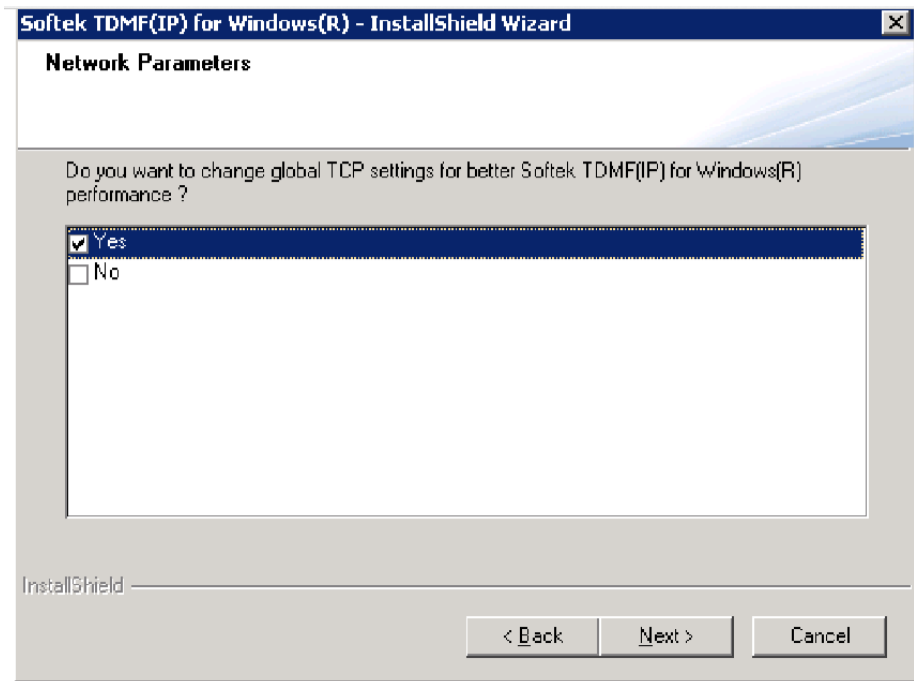 Softek TDMF(IP) for Windows(R) - InstallShield Wizard
Network Parameters
Do you want to change global TCP settings for better Softek TDMF(IP) for Windows(R)
performance ?
Yes
No
InstallShield
< Back
Next >
Cancel